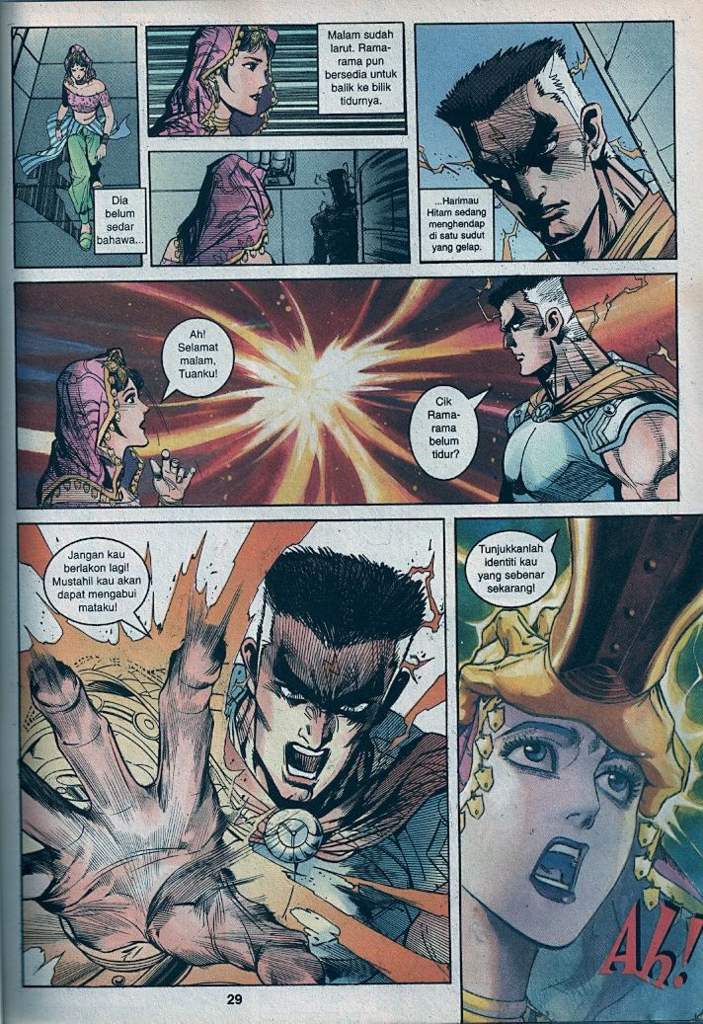 Malam sudah
larut. Rama-
rama pun
bersedia untuk
balik ke bilik
tidurnya.
Dia
belum
sedar
bahawa...
...Harimau
Hitam sedang
menghendap
di satu sudut
yang gelap.
Ah!
Selamat
malam,
Tuanku!
Cik
Rama-
rama
belum
tidur?
Jangan kau
berlakon lagi!
Mustahil kau akan
dapat mengabui
mataku!
Tunjukkanlah
identiti kau
yang sebenar
sekarang!
Ah!
29